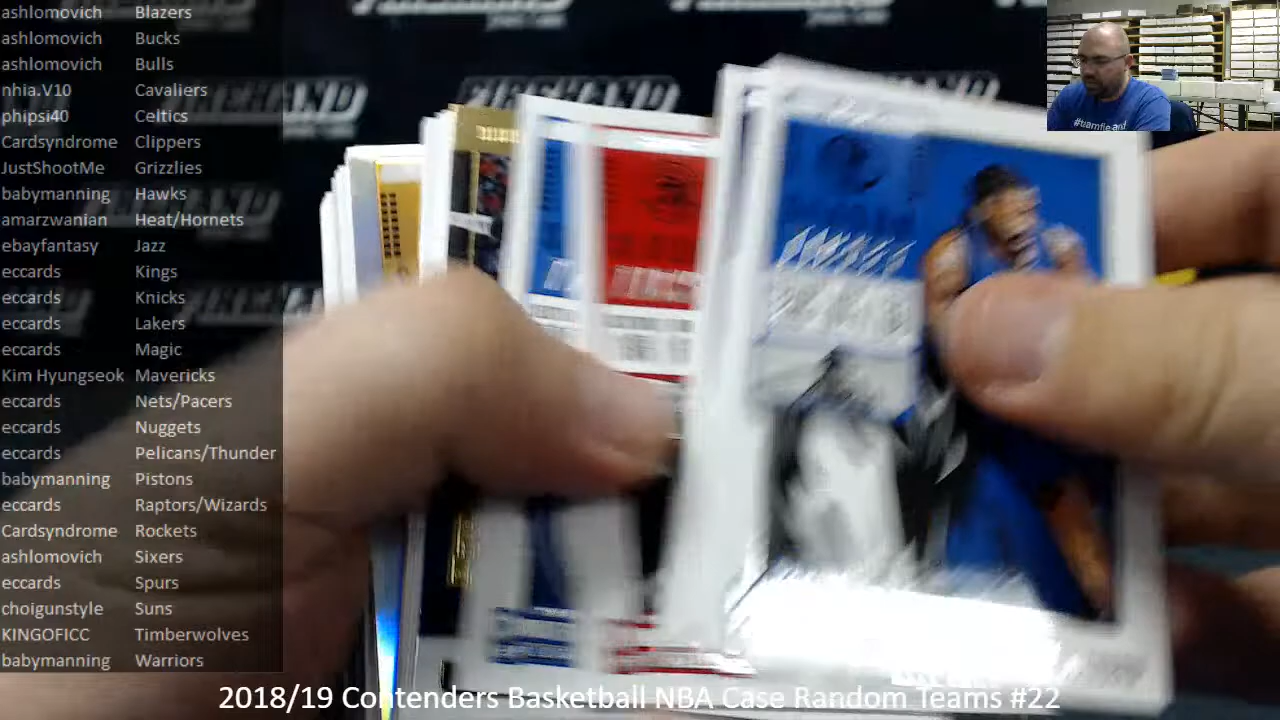 ashlomovich Blazers
ashlomovich Bucks
ashlomovich Bulls
nhia.V10 Cavaliers
phipsi40 Celtics
Cardsyndrome Clippers
JustShootMe Grizzlies
babymanning Hawks
amarzwanian Heat/Hornets
ebayfantasy Jazz
eccards Kings
eccards Knicks
eccards Lakers
eccards Magic
Kim Hyungseok Mavericks
eccards Nets/Pacers
eccards Nuggets
eccards Pelicans/Thunder
babymanning Pistons
eccards Raptors/Wizards
Cardsyndrome Rockets
ashlomovich Sixers
eccards Spurs
choigunstyle Suns
KINGOFICC Timberwolves
babymanning Warriors
2018/19 Contenders Basketball NBA Case Random Teams #22